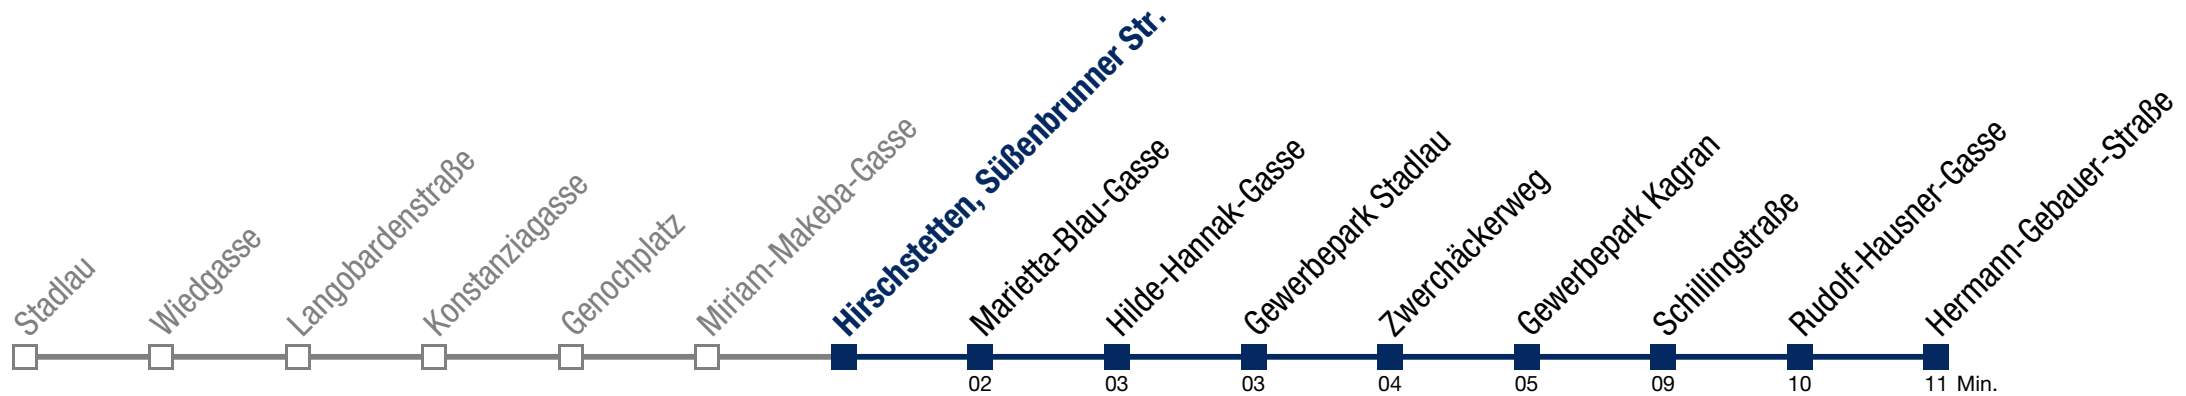 Stadlau
Wiedgasse
Langobardenstraße
Konstanziagasse
Genochplatz
Miriam-Makeba-Gasse
Hirschstetten, Süßenbrunner Str.
Marietta-Blau-Gasse
Hilde-Hannak-Gasse
Gewerbepark Stadlau
Zwerchäckerweg
Gewerbepark Kagran
Schillingstraße
Rudolf-Hausner-Gasse
Hermann-Gebauer-Straße
02 03 03 04 05 09 10 11 Min.